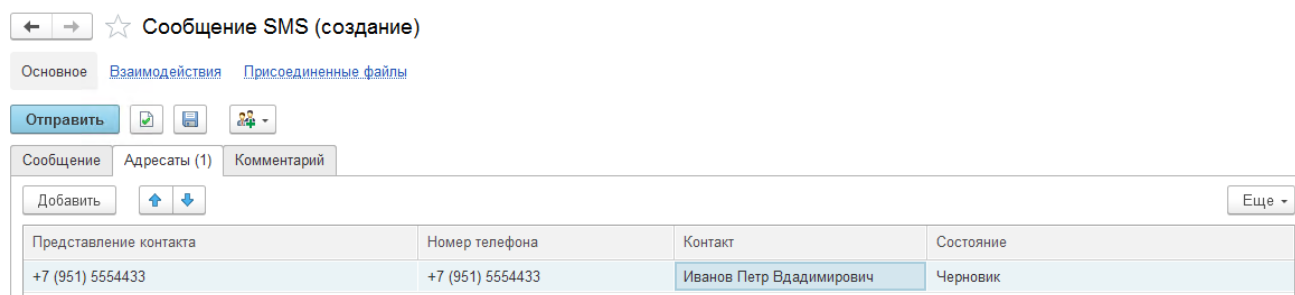 Сообщение SMS (создание)
Основное Взаимодействия Присоединенные файлы
Отправить
Сообщение Адресаты (1) Комментарий
Добавить Еще
Представление контакта Номер телефона Контакт Состояние
+7 (951) 5554433 +7 (951) 5554433 Иванов Петр Вдадимирович Черновик